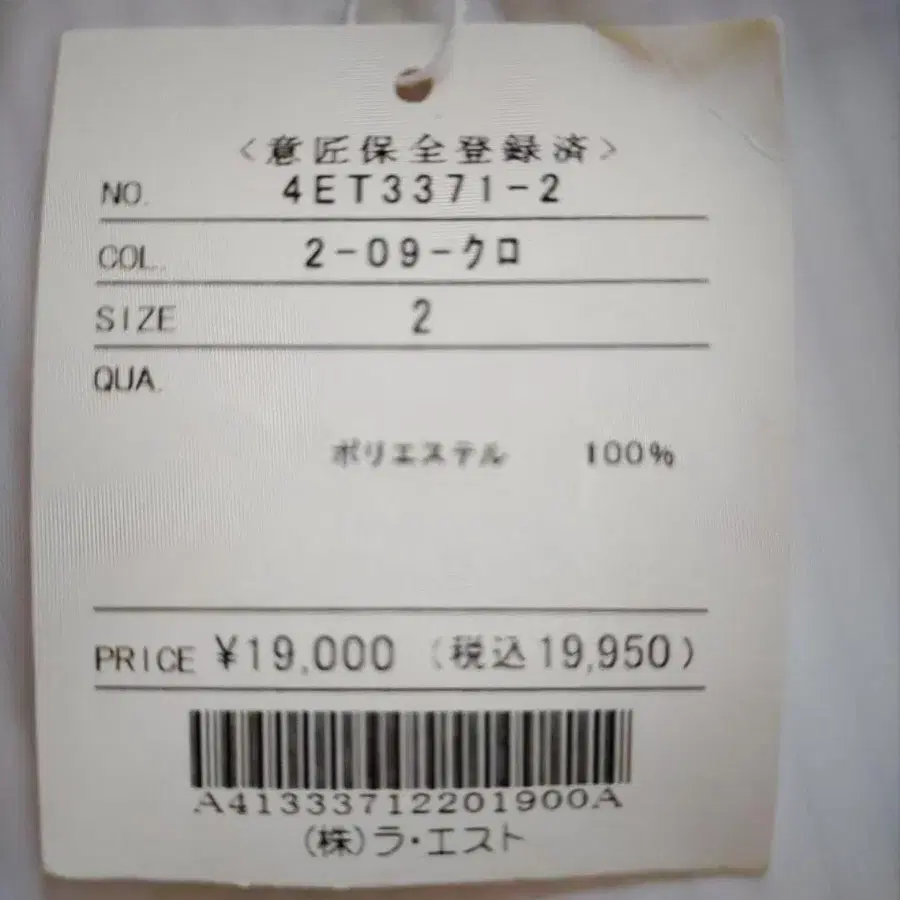 <意匠保全登録済>
NO. 4ET3371-2
COL. 2-09-クロ
SIZE 2
QUA.
ポリエステル 100%
PRICE ¥19,000 (税込19,950)
A41333712201900A
(株)ラ・エスト